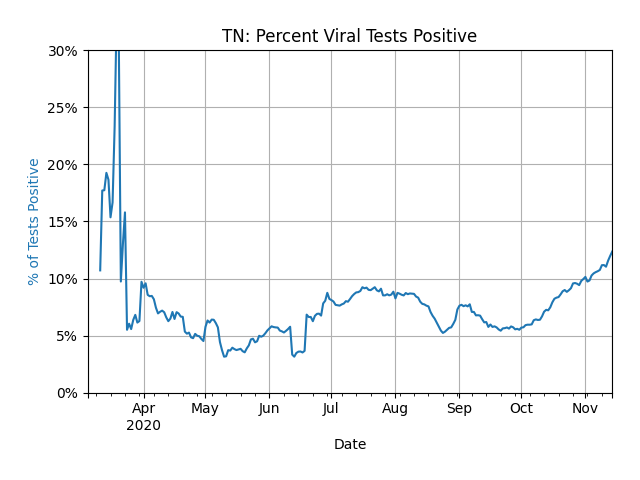 TN: Percent Viral Tests Positive
30%
25%
20%
15%
10%
5%
0%
% of Tests Positive
Apr May Jun Jul Aug Sep Oct Nov
2020
Date